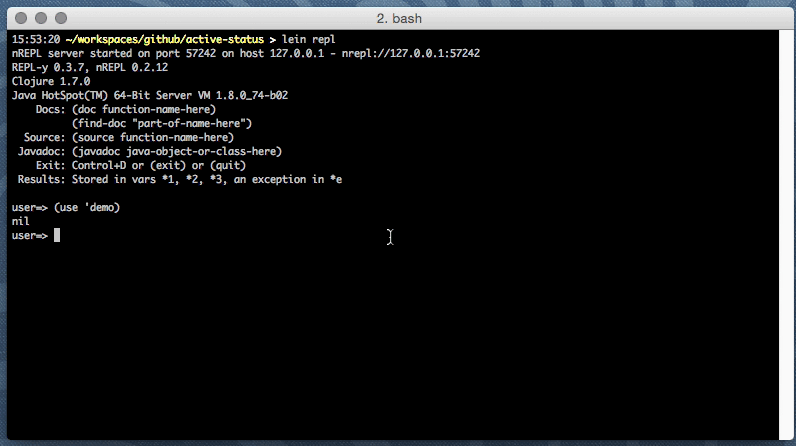 2. bash
15:53:20 ~/workspaces/github/active-status > lein repl
nREPL server started on port 57242 on host 127.0.0.1 - nrepl://127.0.0.1:57242
REPL-y 0.3.7, nREPL 0.2.12
Clojure 1.7.0
Java HotSpot(TM) 64-Bit Server VM 1.8.0_74-b02
    Docs: (doc function-name-here)
          (find-doc "part-of-name-here")
  Source: (source function-name-here)
 Javadoc: (javadoc java-object-or-class-here)
    Exit: Control+D or (exit) or (quit)
 Results: Stored in vars *1, *2, *3, an exception in *e
user=> (use 'demo)
nil
user=>